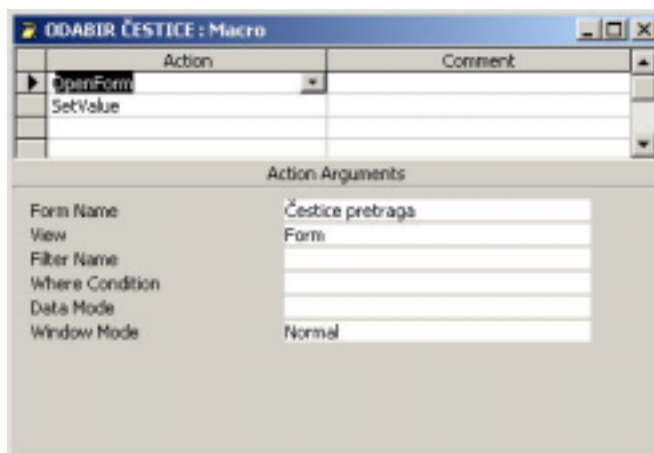 ODABIR ČESTICE : Macro
Action Comment
OpenForm
SetValue
Action Arguments
Form Name Čestice pretraga
View Form
Filter Name
Where Condition
Data Mode
Window Mode Normal